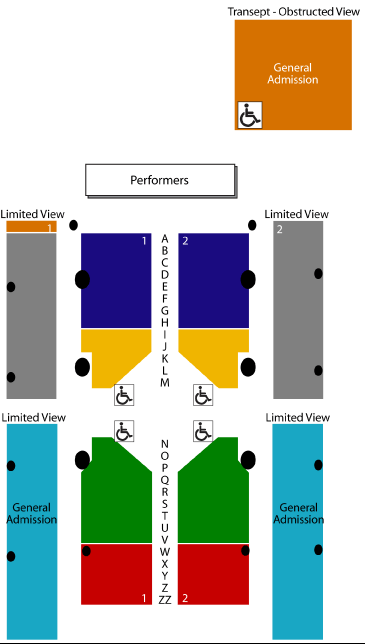 Transept - Obstructed View
General
Admission
Performers
Limited View
Limited View
1
1
2
2
A
B
C
D
E
F
G
H
I
J
K
L
M
Limited View
Limited View
N
O
P
Q
R
S
T
U
V
W
X
Y
Z
ZZ
General
Admission
General
Admission
1
2